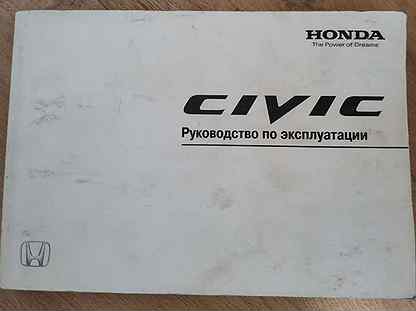 HONDA
The Power of Dreams
CIVIC
Руководство по эксплуатации